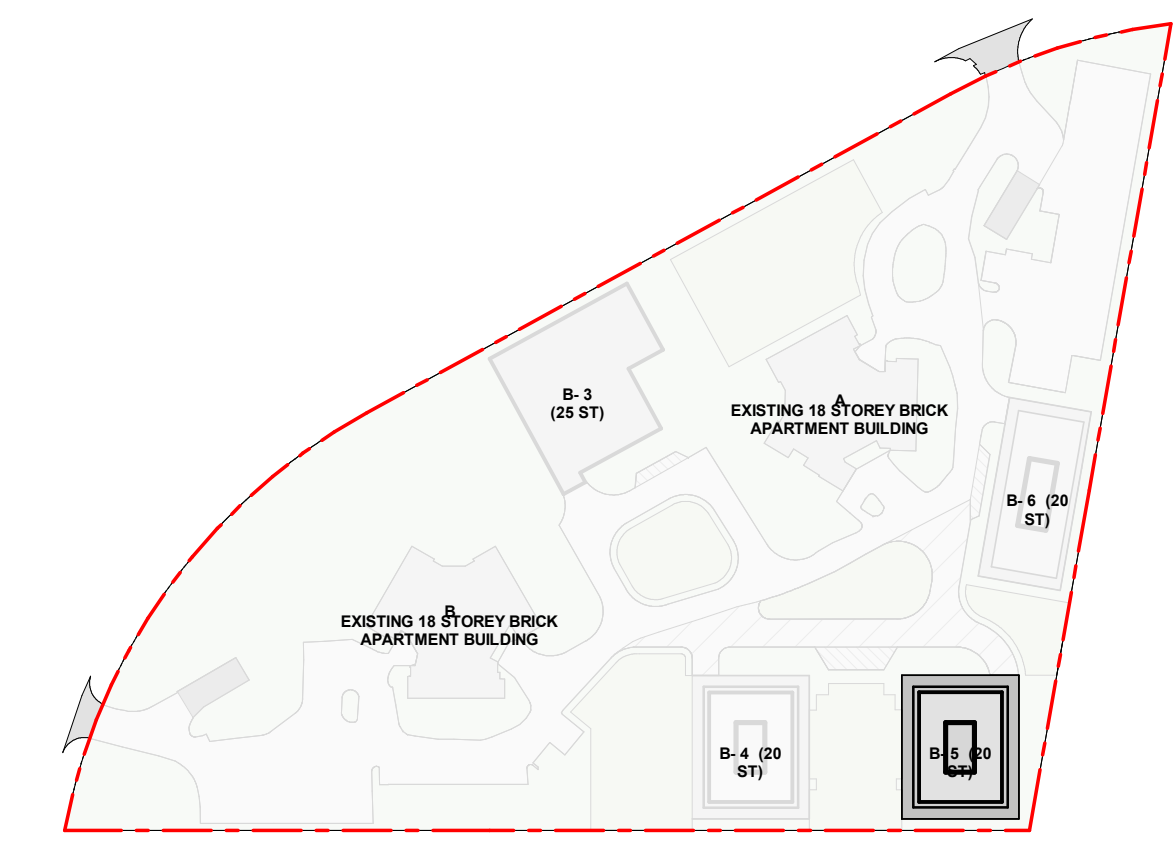 B- 3
(25 ST)
A
EXISTING 18 STOREY BRICK
APARTMENT BUILDING
B- 6 (20
ST)
B
EXISTING 18 STOREY BRICK
APARTMENT BUILDING
B- 4 (20
ST)
B- 5 (20
ST)